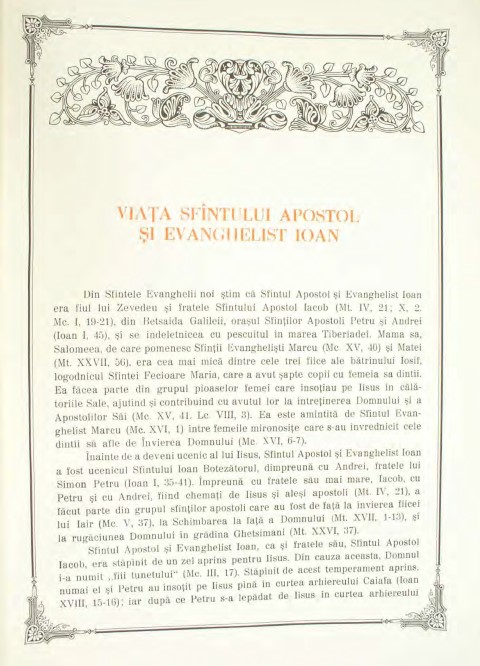 VIAȚA SFÎNTULUI APOSTOL
ȘI EVANGHELIST IOAN
Din Sfintele Evanghelii noi știm că Sfîntul Apostol și Evanghelist Ioan
era fiul lui Zevedeu și fratele Sfîntului Apostol Iacob (Mt. IV, 21; X, 2.
Mc. I, 19-21), din Betsaida Galileii, orașul Sfinților Apostoli Petru și Andrei
(Ioan I, 45), și se îndeletnicea cu pescuitul în marea Tiberiadei. Mama sa,
Salomeea, de care pomenesc Sfinții Evangheliști Marcu (Mc. XV, 40) și Matei
(Mt. XXVII, 56), era cea mai mică dintre cele trei fiice ale bătrînului Iosif,
logodnicul Sfintei Fecioare Maria, care a avut șapte copii cu femeia sa dintîi.
Ea făcea parte din grupul pioaselor femei care însoțiau pe Iisus în călă-
toriile Sale, ajutînd și contribuind cu avutul lor la întreținerea Domnului și a
Apostolilor Săi (Mc. XV, 41. Lc. VIII, 3). Ea este amintită de Sfîntul Evan-
ghelist Marcu (Mc. XVI, 1) între femeile mironosițe care s-au învrednicit cele
dintîi să afle de Învierea Domnului (Mc. XVI, 6-7).
Înainte de a deveni ucenic al lui Iisus, Sfîntul Apostol și Evanghelist Ioan
a fost ucenicul Sfîntului Ioan Botezătorul, dimpreună cu Andrei, fratele lui
Simon Petru (Ioan I, 35-41). Împreună cu fratele său mai mare, Iacob, cu
Petru și cu Andrei, fiind chemați de Iisus și aleși apostoli (Mt. IV, 21), a
făcut parte din grupul sfinților apostoli care au fost de față la învierea fiicei
lui Iair (Mc. V, 37), la Schimbarea la față a Domnului (Mt. XVII, 1-13), și
la rugăciunea Domnului în grădina Ghetsimani (Mt. XXVI, 37).
Sfîntul Apostol și Evanghelist Ioan, ca și fratele său, Sfîntul Apostol
Iacob, era stăpînit de un zel aprins pentru Iisus. Din cauza aceasta, Domnul
i-a numit „fiii tunetului" (Mc. III, 17). Stăpînit de acest temperament aprins,
numai el și Petru au însoțit pe Iisus pînă în curtea arhiereului Caiafa (Ioan
XVIII, 15-16); iar după ce Petru s-a lepădat de Iisus în curtea arhiereului